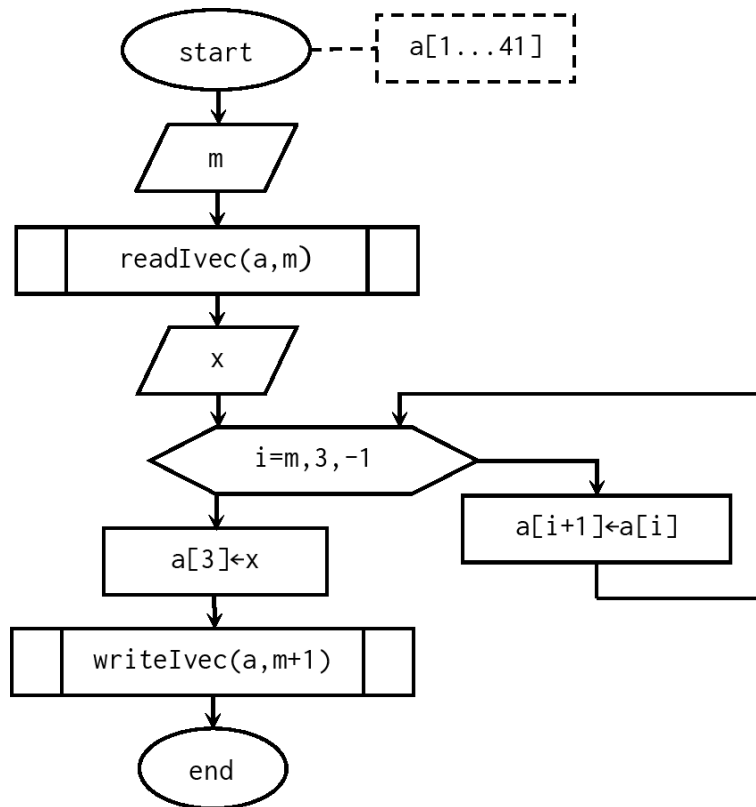 start
a[1...41]
m
readIvec(a,m)
x
i=m,3,-1
a[i+1]←a[i]
a[3]←x
writeIvec(a,m+1)
end